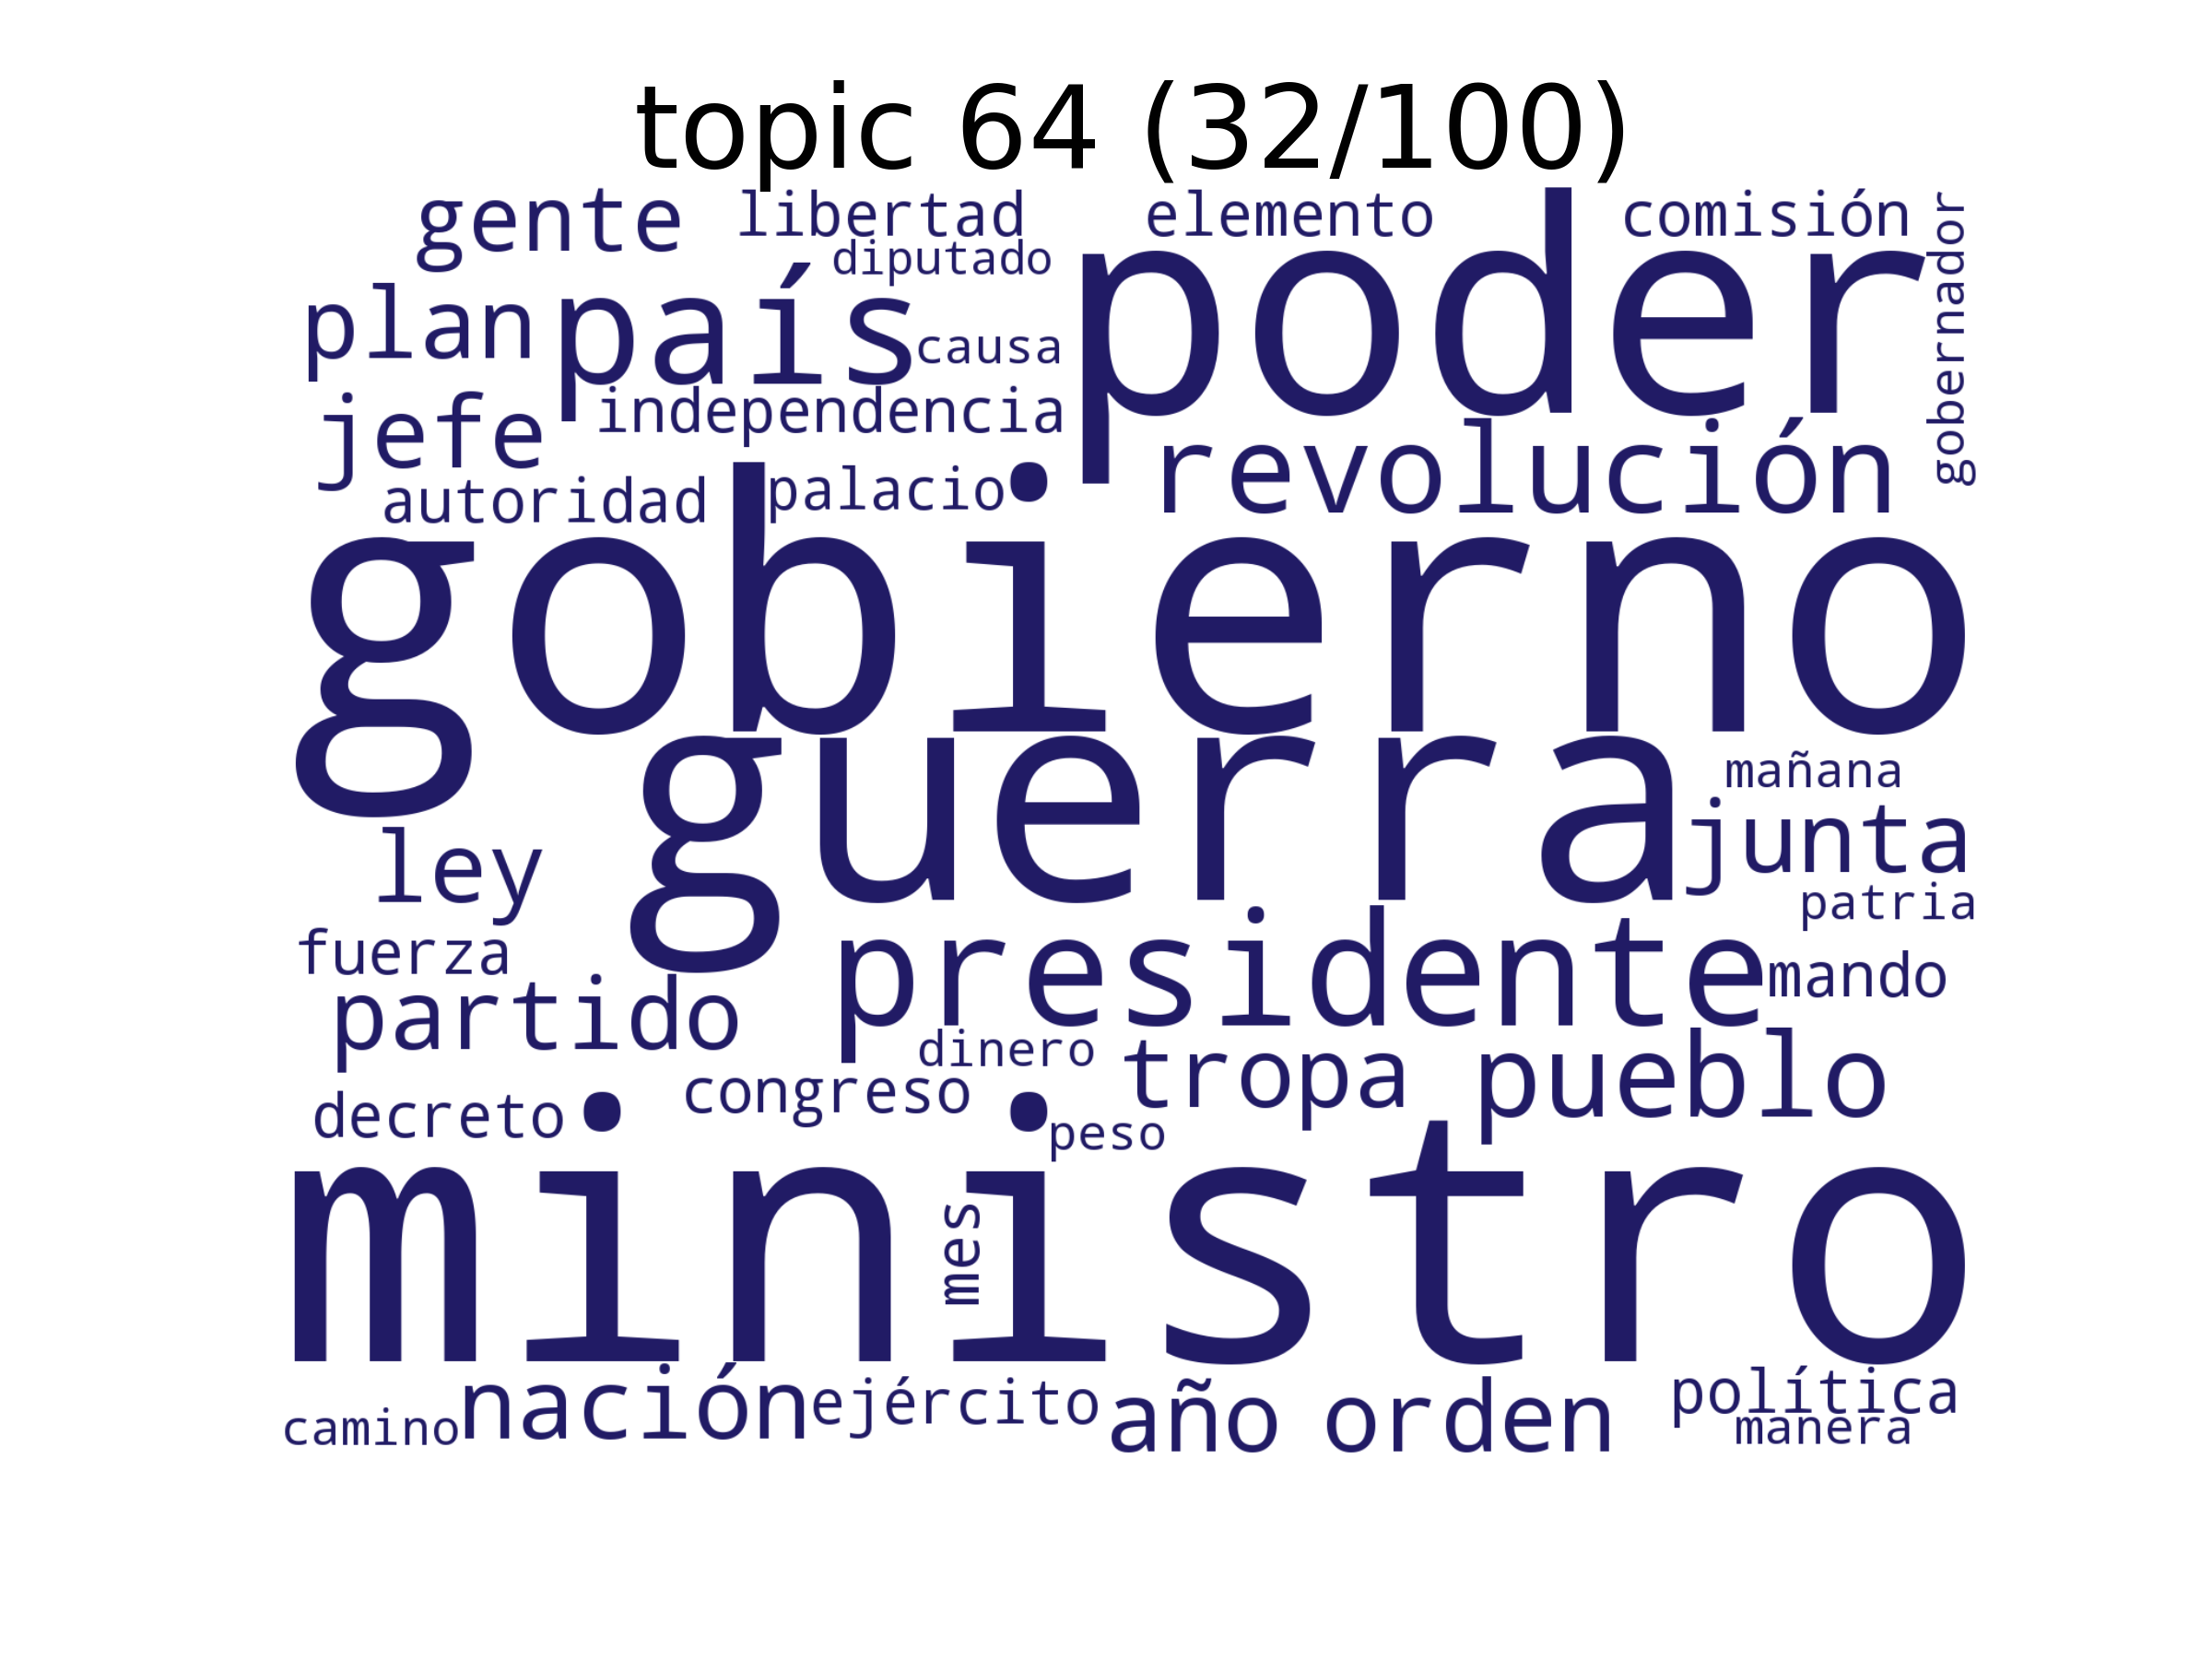 topic 64 (32/100)
gente libertad elemento comisión
diputado gobernador
plan país causa poder
jefe independencia
autoridad palacio revolución
gobierno
guerra mañana
ley junta
patria
fuerza presidente mando
partido
dinero tropa pueblo
decreto congreso
peso
ministro
mes
camino nación ejército año orden política
manera